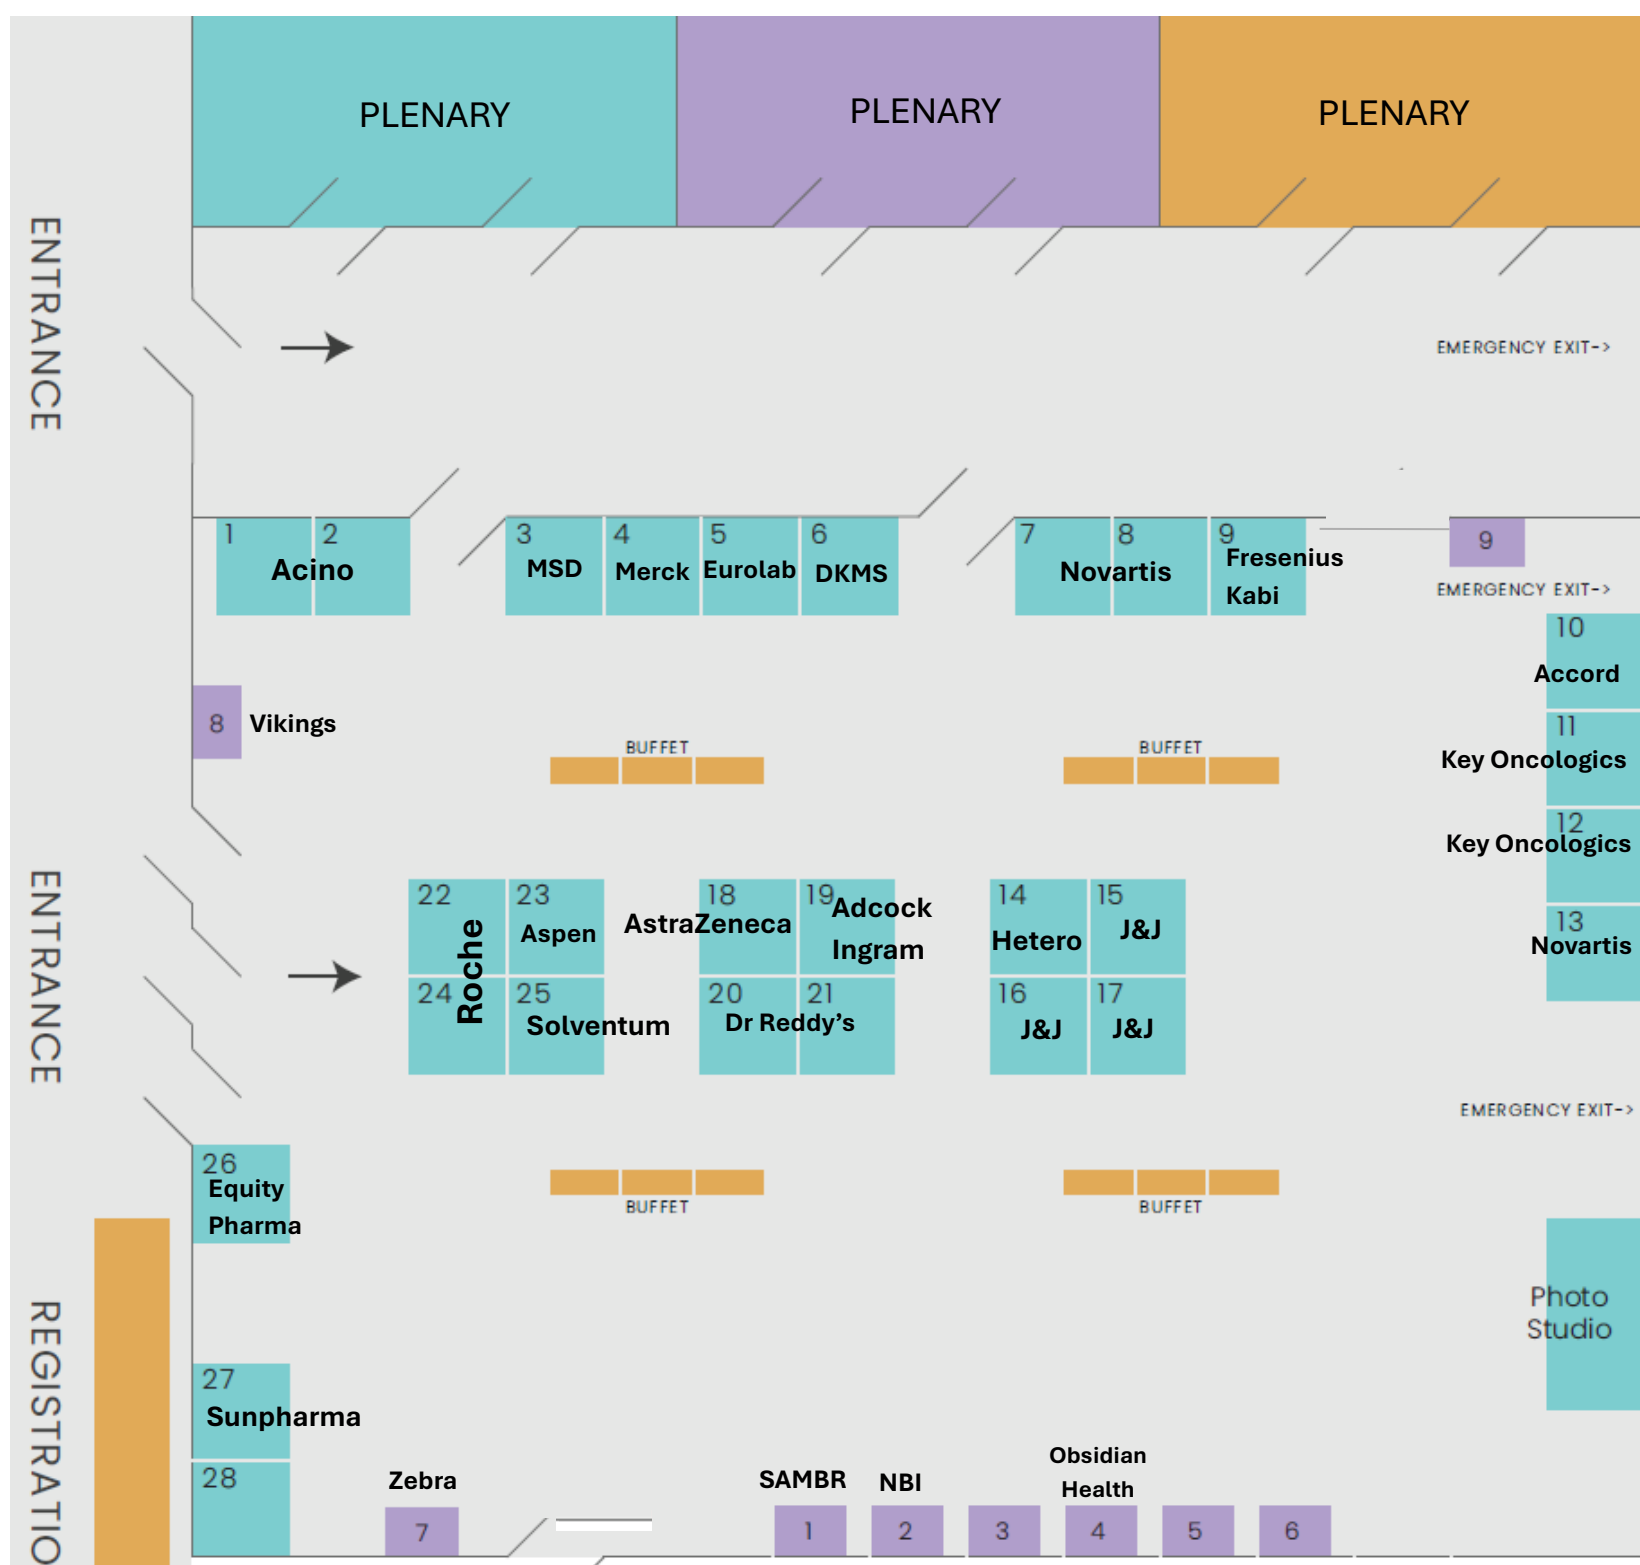 PLENARY
PLENARY
PLENARY
ENTRANCE
EMERGENCY EXIT->
1
2
Acino
3
MSD
4
Merck
5
Eurolab
6
DKMS
7
8
Novartis
9
Fresenius
Kabi
9
EMERGENCY EXIT->
10
Accord
8
Vikings
BUFFET
BUFFET
11
Key Oncologics
12
Key Oncologics
13
Novartis
ENTRANCE
22
24
Roche
23
Aspen
25
Solventum
18
AstraZeneca
19
Adcock
Ingram
20
21
Dr Reddy's
14
Hetero
15
J&J
16
J&J
17
J&J
EMERGENCY EXIT->
26
Equity
Pharma
BUFFET
BUFFET
Photo
Studio
REGISTRATIO
27
Sunpharma
28
Zebra
7
SAMBR
1
NBI
2
3
Obsidian
Health
4
5
6